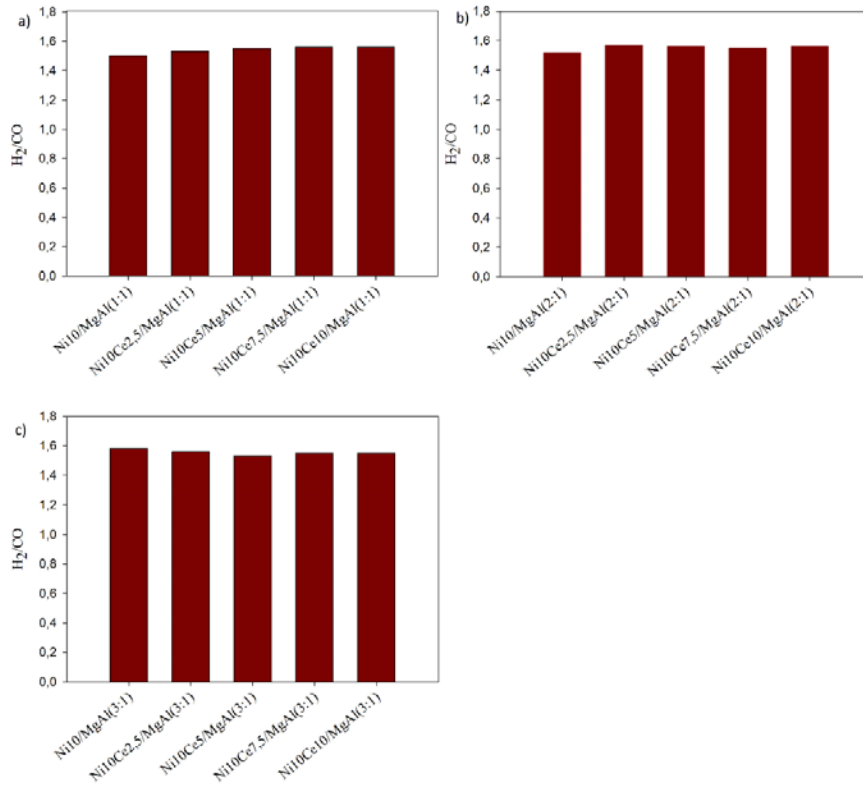 a)
1,8
1,6
1,4
1,2
1,0
0,8
0,6
0,4
0,2
0,0
H2/CO
Ni10/MgAl(1:1)
Ni10Ce2,5/MgAl(1:1)
Ni10Ce5/MgAl(1:1)
Ni10Ce7,5/MgAl(1:1)
Ni10Ce10/MgAl(1:1)
b)
1,8
1,6
1,4
1,2
1,0
0,8
0,6
0,4
0,2
0,0
H2/CO
Ni10/MgAl(2:1)
Ni10Ce2,5/MgAl(2:1)
Ni10Ce5/MgAl(2:1)
Ni10Ce7,5/MgAl(2:1)
Ni10Ce10/MgAl(2:1)
c)
1,8
1,6
1,4
1,2
1,0
0,8
0,6
0,4
0,2
0,0
H2/CO
Ni10/MgAl(3:1)
Ni10Ce2,5/MgAl(3:1)
Ni10Ce5/MgAl(3:1)
Ni10Ce7,5/MgAl(3:1)
Ni10Ce10/MgAl(3:1)